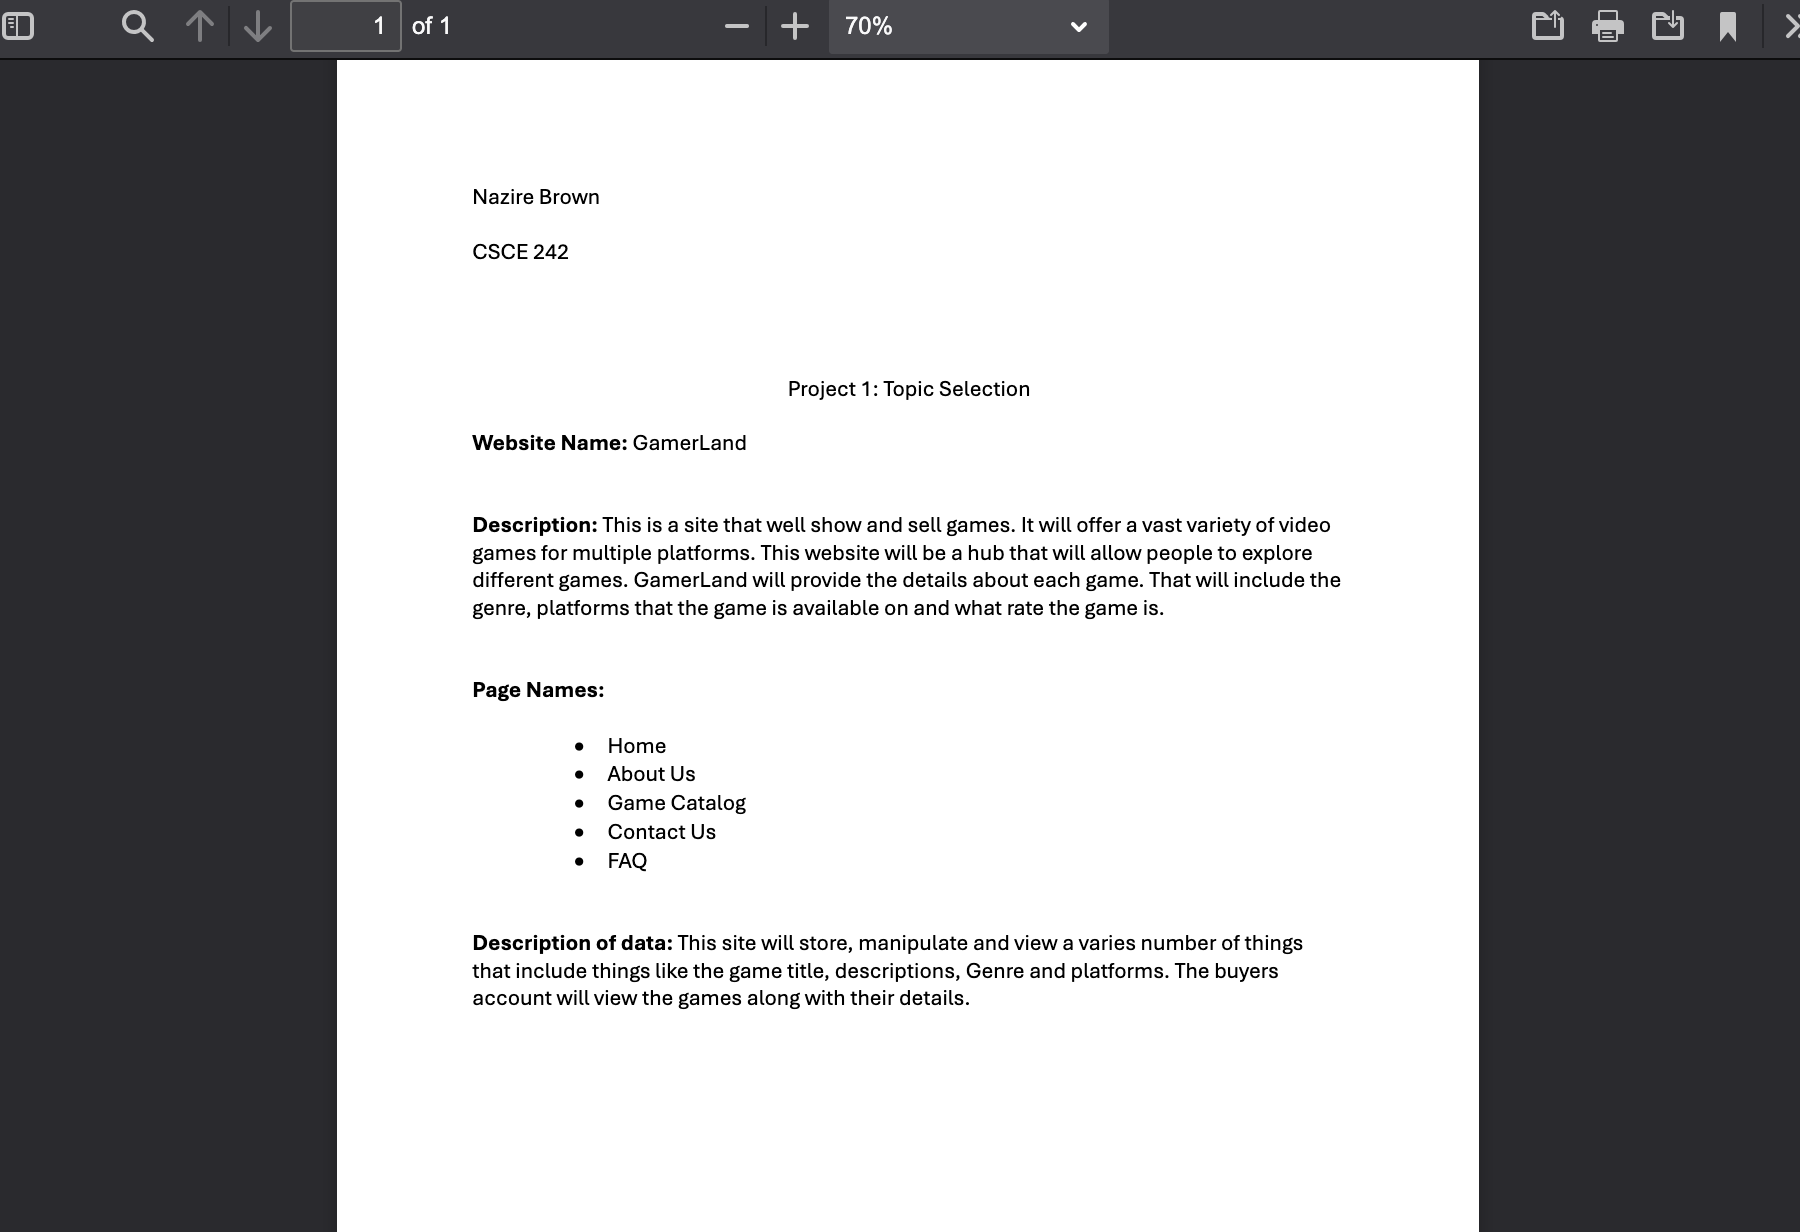 1 of 1 70%
Nazire Brown
CSCE 242
Project 1: Topic Selection
Website Name: GamerLand
Description: This is a site that well show and sell games. It will offer a vast variety of video
games for multiple platforms. This website will be a hub that will allow people to explore
different games. GamerLand will provide the details about each game. That will include the
genre, platforms that the game is available on and what rate the game is.
Page Names:
• Home
• About Us
• Game Catalog
• Contact Us
• FAQ
Description of data: This site will store, manipulate and view a varies number of things
that include things like the game title, descriptions, Genre and platforms. The buyers
account will view the games along with their details.